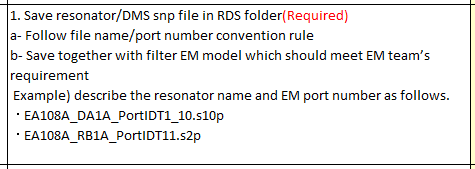 1. Save resonator/DMS snp file in RDS folder(Required)
a- Follow file name/port number convention rule
b- Save together with filter EM model which should meet EM team's
requirement
Example) describe the resonator name and EM port number as follows.
・EA108A_DA1A_PortIDT1_10.s10p
・EA108A_RB1A_PortIDT11.s2p